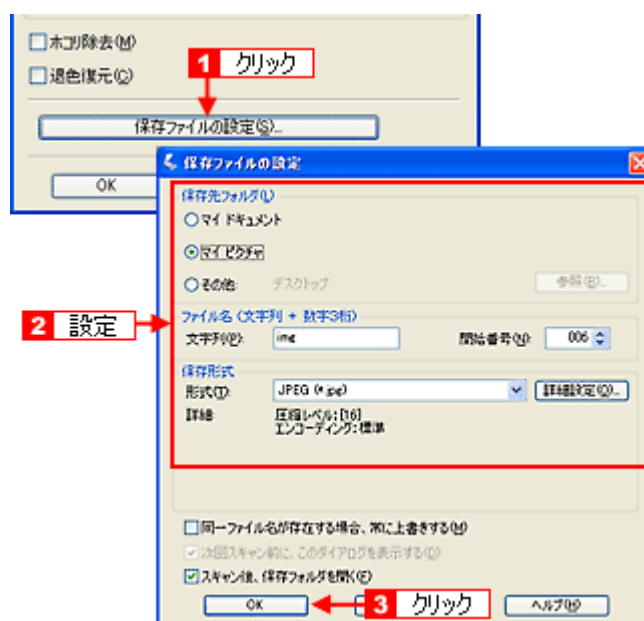 ホコリ除去(M)
退色復元(C)
1 クリック
保存ファイルの設定(S)...
OK
保存ファイルの設定
保存先フォルダ(L)
マイ ドキュメント
マイ ピクチャ
その他: デスクトップ 参照(B)...
2 設定
ファイル名 (文字列 + 数字3桁)
文字列(P): img 開始番号(N): 006
保存形式
形式(T): JPEG (*.jpg) 詳細設定(O)...
詳細: 圧縮レベル:[16]
エンコーディング:標準
同一ファイル名が存在する場合、常に上書きする(W)
次回スキャン前に、このダイアログを表示する(D)
スキャン後、保存フォルダを開く(E)
OK 3 クリック ヘルプ(H)